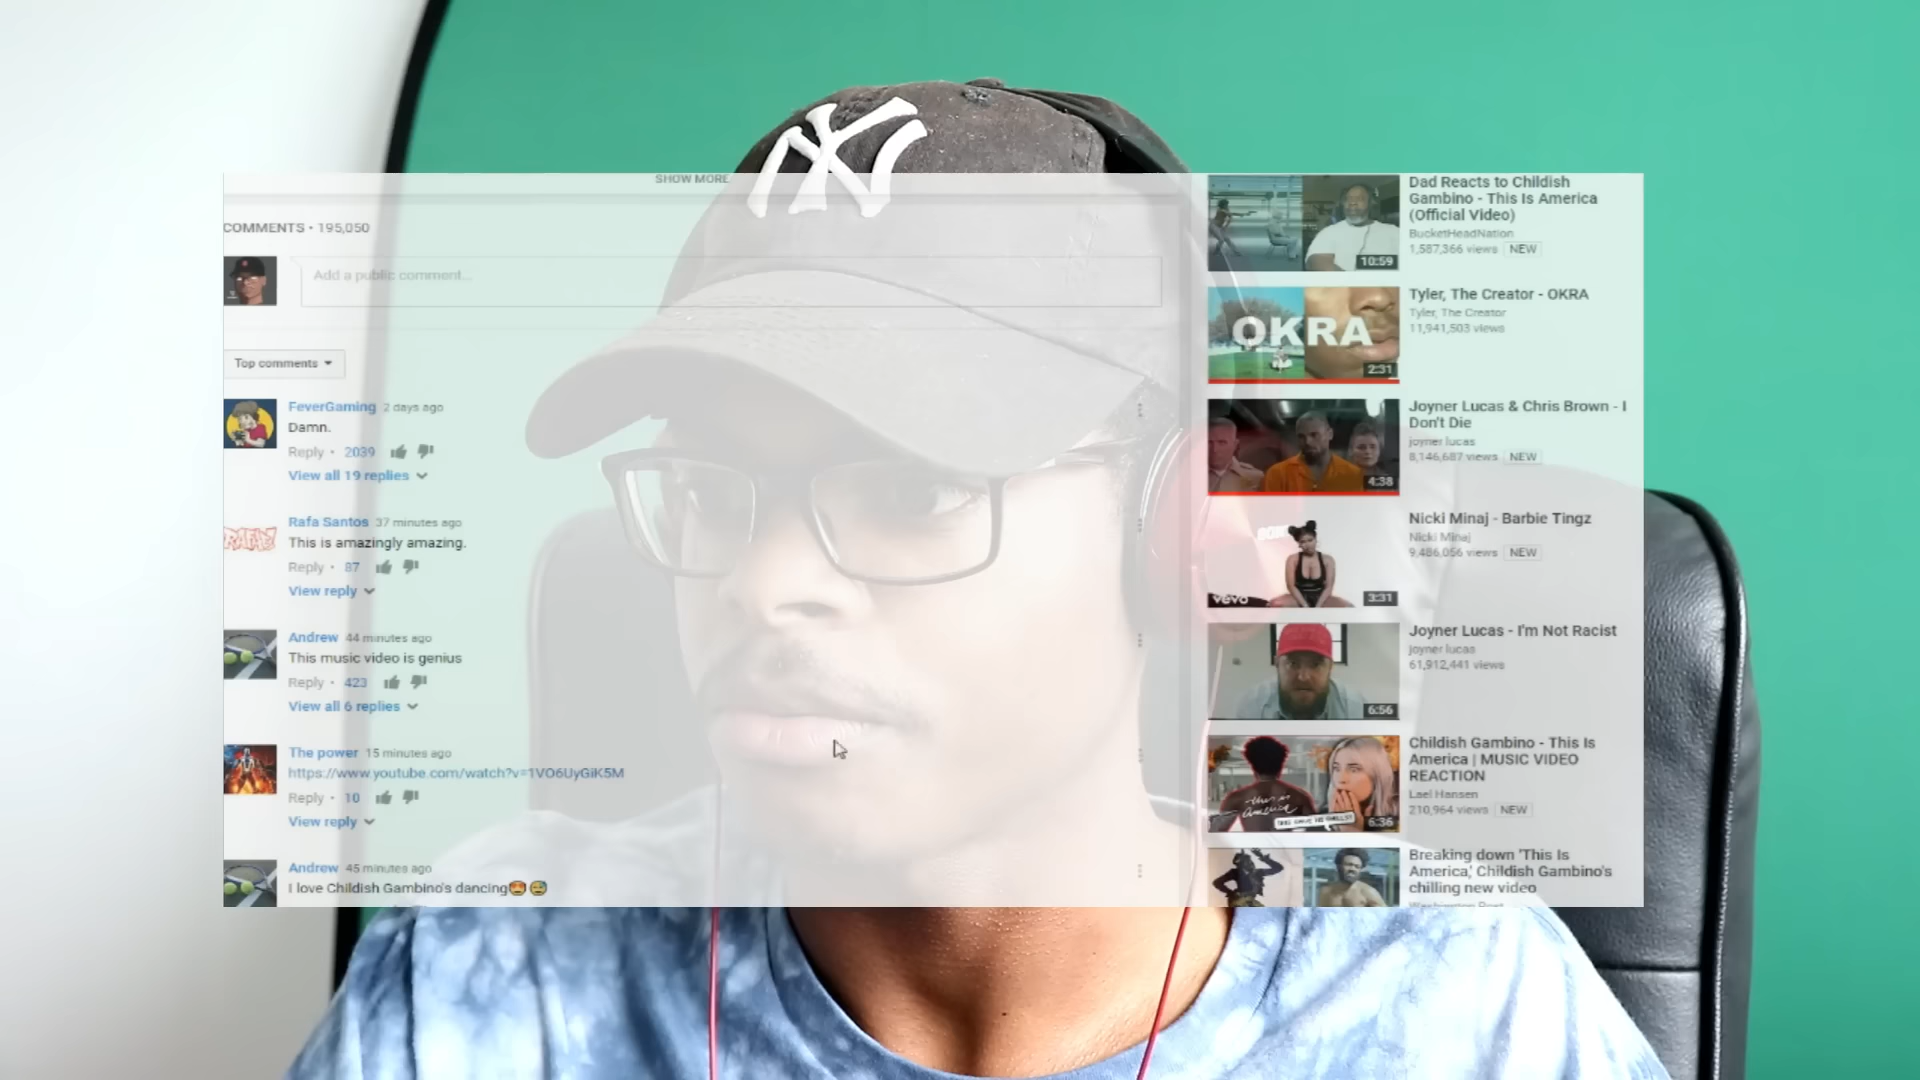 NY
SHOW MORE
COMMENTS • 195,050
Add a public comment...
Top comments
FeverGaming 2 days ago
Damn.
Reply • 2039
View all 19 replies
Rafa Santos 37 minutes ago
This is amazingly amazing.
Reply • 87
View reply
Andrew 44 minutes ago
This music video is genius
Reply • 423
View all 6 replies
The power 15 minutes ago
https://www.youtube.com/watch?v=1VO6UyGiK5M
Reply • 10
View reply
Andrew 45 minutes ago
I love Childish Gambino's dancing😍😅
10:59
Dad Reacts to Childish
Gambino - This Is America
(Official Video)
BucketHeadNation
1,587,366 views NEW
OKRA
2:31
Tyler, The Creator - OKRA
Tyler, The Creator
11,941,503 views
4:38
Joyner Lucas & Chris Brown - I
Don't Die
joyner lucas
8,146,687 views NEW
vevo
3:31
Nicki Minaj - Barbie Tingz
Nicki Minaj
9,486,056 views NEW
6:56
Joyner Lucas - I'm Not Racist
joyner lucas
61,912,441 views
this is
America
6:36
Childish Gambino - This Is
America | MUSIC VIDEO
REACTION
Lael Hansen
210,964 views NEW
Breaking down 'This Is
America,' Childish Gambino's
chilling new video
Washington Post